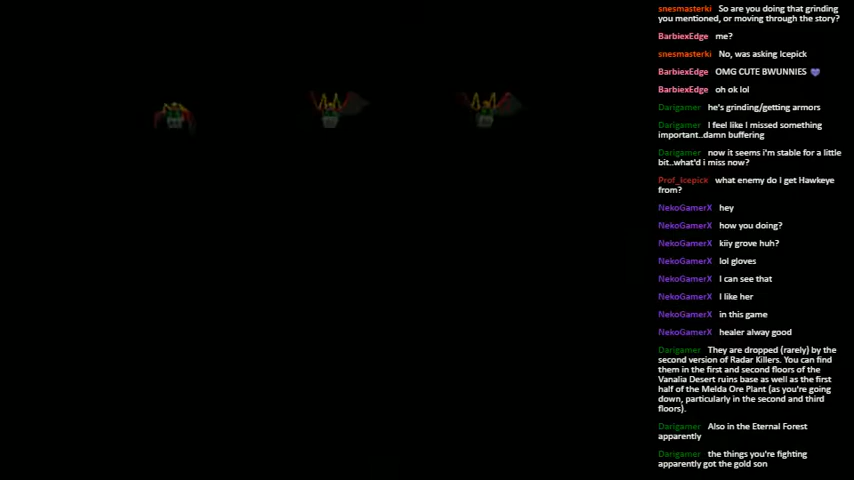 snesmasterki So are you doing that grinding
you mentioned, or moving through the story?
BarbiexEdge me?
snesmasterki No, was asking Icepick
BarbiexEdge OMG CUTE BWUNNIES
BarbiexEdge oh ok lol
Darigamer he's grinding/getting armors
Darigamer I feel like I missed something
important..damn buffering
Darigamer now it seems i'm stable for a little
bit..what'd i miss now?
Prof_Icepick what enemy do I get Hawkeye
from?
NekoGamerX hey
NekoGamerX how you doing?
NekoGamerX kiiy grove huh?
NekoGamerX lol gloves
NekoGamerX I can see that
NekoGamerX I like her
NekoGamerX in this game
NekoGamerX healer alway good
Darigamer They are dropped (rarely) by the
second version of Radar Killers. You can find
them in the first and second floors of the
Vanalia Desert ruins base as well as the first
half of the Melda Ore Plant (as you're going
down, particularly in the second and third
floors).
Darigamer Also in the Eternal Forest
apparently
Darigamer the things you're fighting
apparently got the gold son